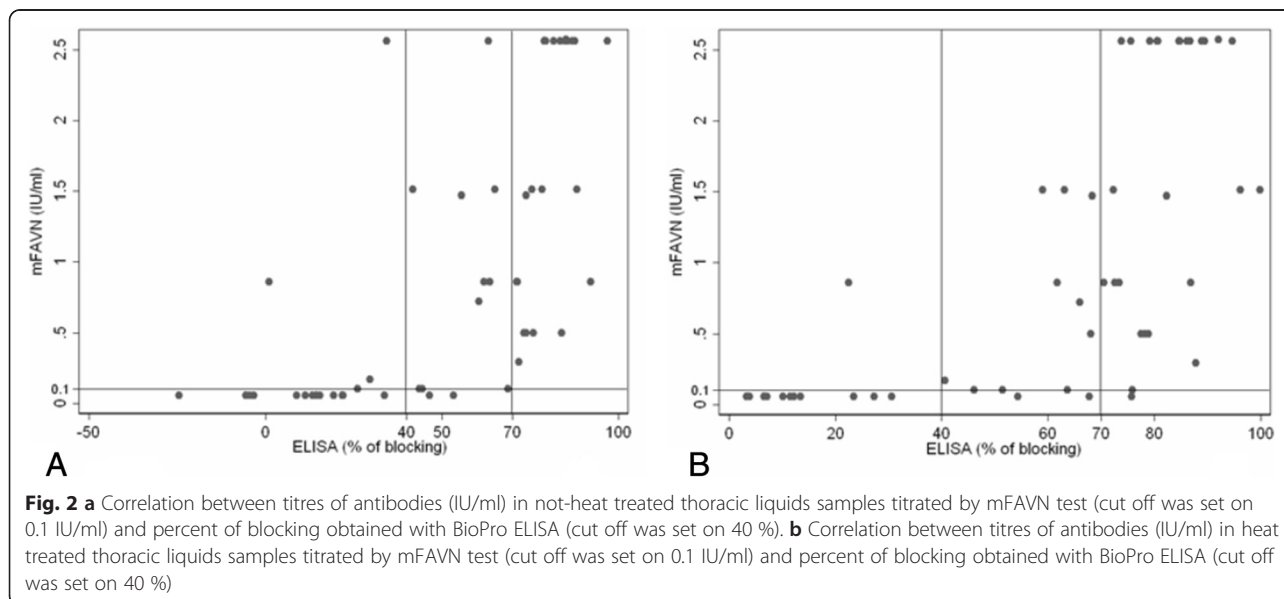 2.5
2
1.5
1
.5
0.1
0
mFAVN (IU/ml)
-50
0
40
50
70
100
ELISA (% of blocking)
A
2.5
2
1.5
1
.5
0.1
0
mFAVN (IU/ml)
0
20
40
60
70
80
100
ELISA (% of blocking)
B
Fig. 2 a Correlation between titres of antibodies (IU/ml) in not-heat treated thoracic liquids samples titrated by mFAVN test (cut off was set on
0.1 IU/ml) and percent of blocking obtained with BioPro ELISA (cut off was set on 40 %). b Correlation between titres of antibodies (IU/ml) in heat
treated thoracic liquids samples titrated by mFAVN test (cut off was set on 0.1 IU/ml) and percent of blocking obtained with BioPro ELISA (cut off
was set on 40 %)